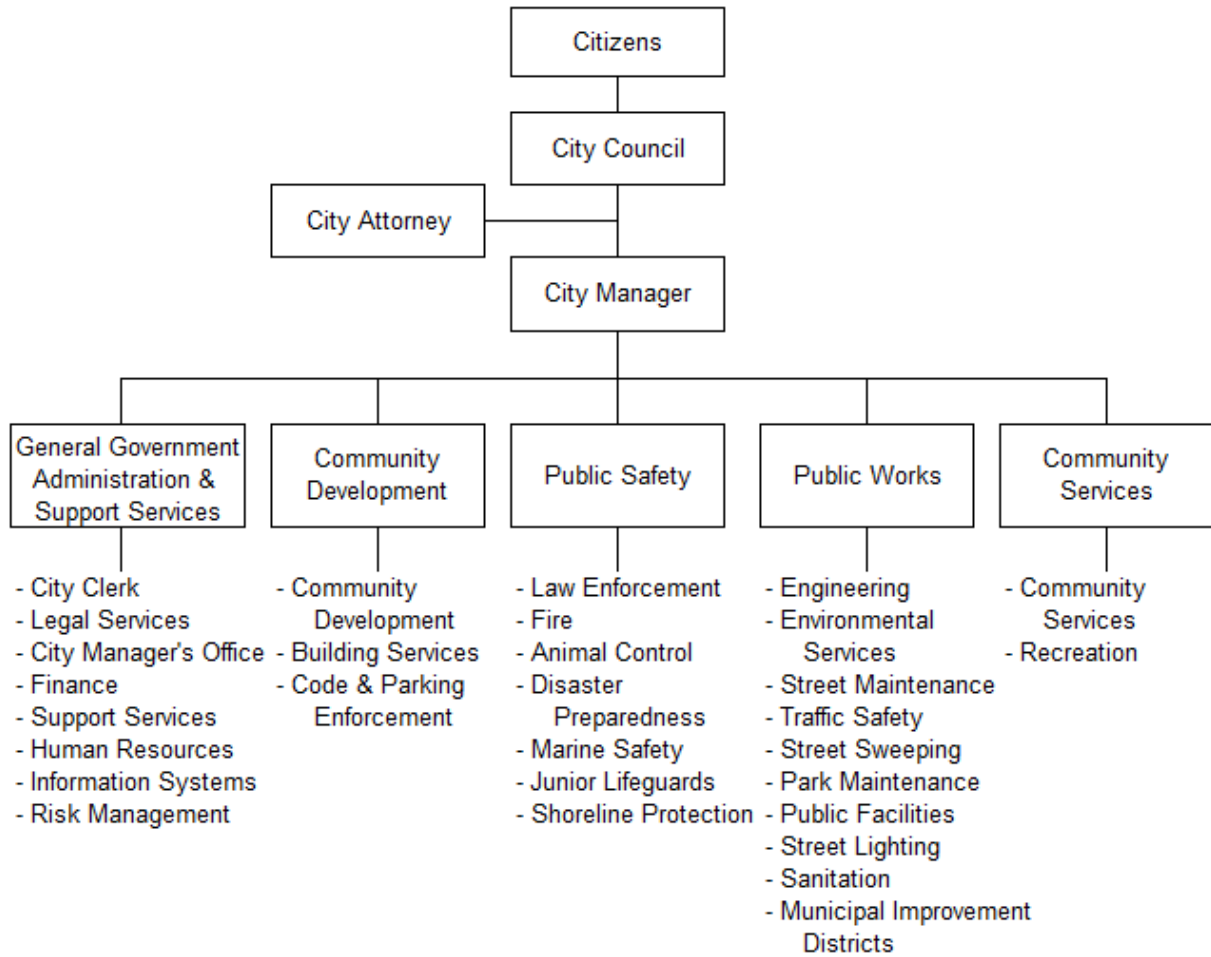 Citizens
City Council
City Attorney
City Manager
General Government
Administration &
Support Services
Community
Development
Public Safety
Public Works
Community
Services
- City Clerk
- Legal Services
- City Manager's Office
- Finance
- Support Services
- Human Resources
- Information Systems
- Risk Management
- Community
Development
- Building Services
- Code & Parking
Enforcement
- Law Enforcement
- Fire
- Animal Control
- Disaster
Preparedness
- Marine Safety
- Junior Lifeguards
- Shoreline Protection
- Engineering
- Environmental
Services
- Street Maintenance
- Traffic Safety
- Street Sweeping
- Park Maintenance
- Public Facilities
- Street Lighting
- Sanitation
- Municipal Improvement
Districts
- Community
Services
- Recreation